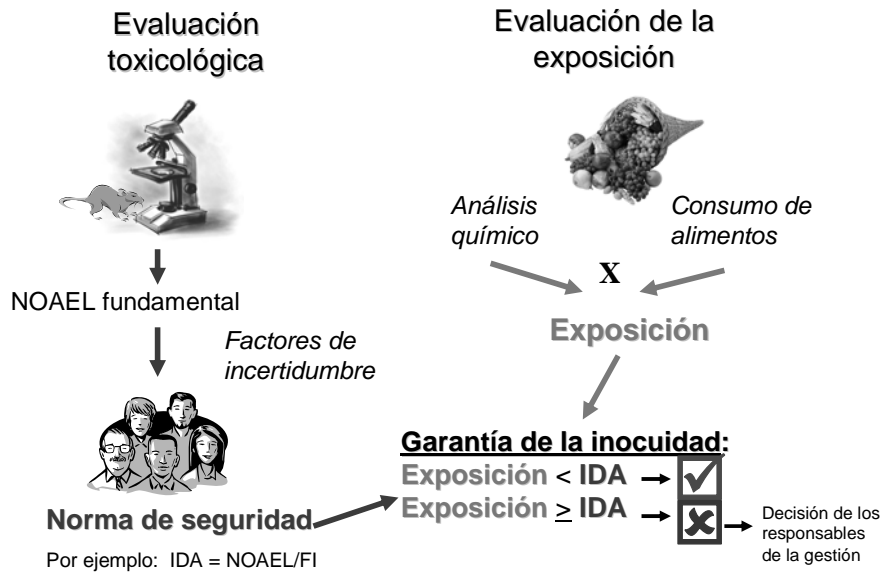 Evaluación
toxicológica
NOAEL fundamental
Factores de
incertidumbre
Norma de seguridad
Por ejemplo: IDA = NOAEL/FI
Evaluación de la
exposición
Análisis
químico
Consumo de
alimentos
X
Exposición
Garantía de la inocuidad:
Exposición < IDA
Exposición ≥ IDA
Decisión de los
responsables
de la gestión